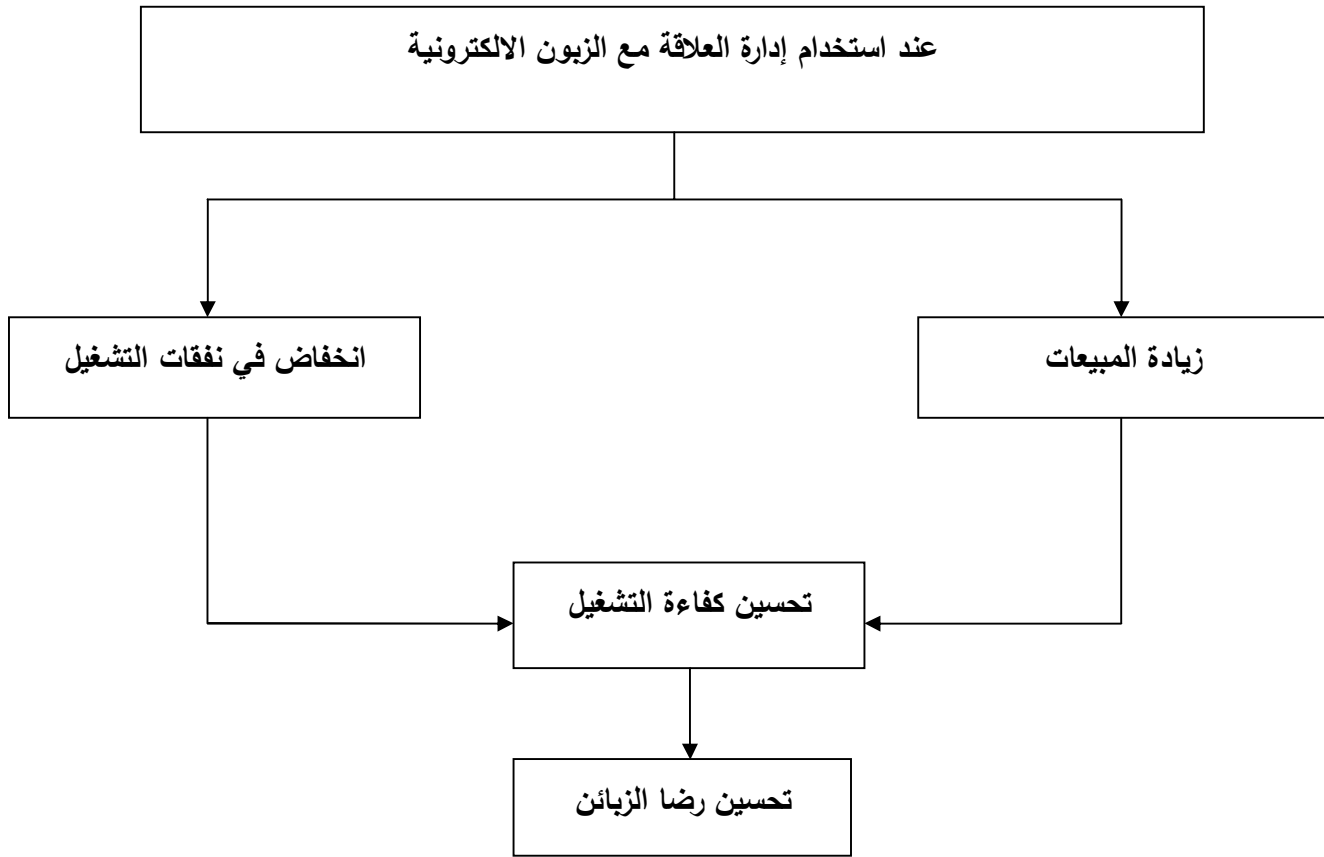 عند استخدام إدارة العلاقة مع الزبون الالكترونية
زيادة المبيعات
انخفاض في نفقات التشغيل
تحسين كفاءة التشغيل
تحسين رضا الزبائن